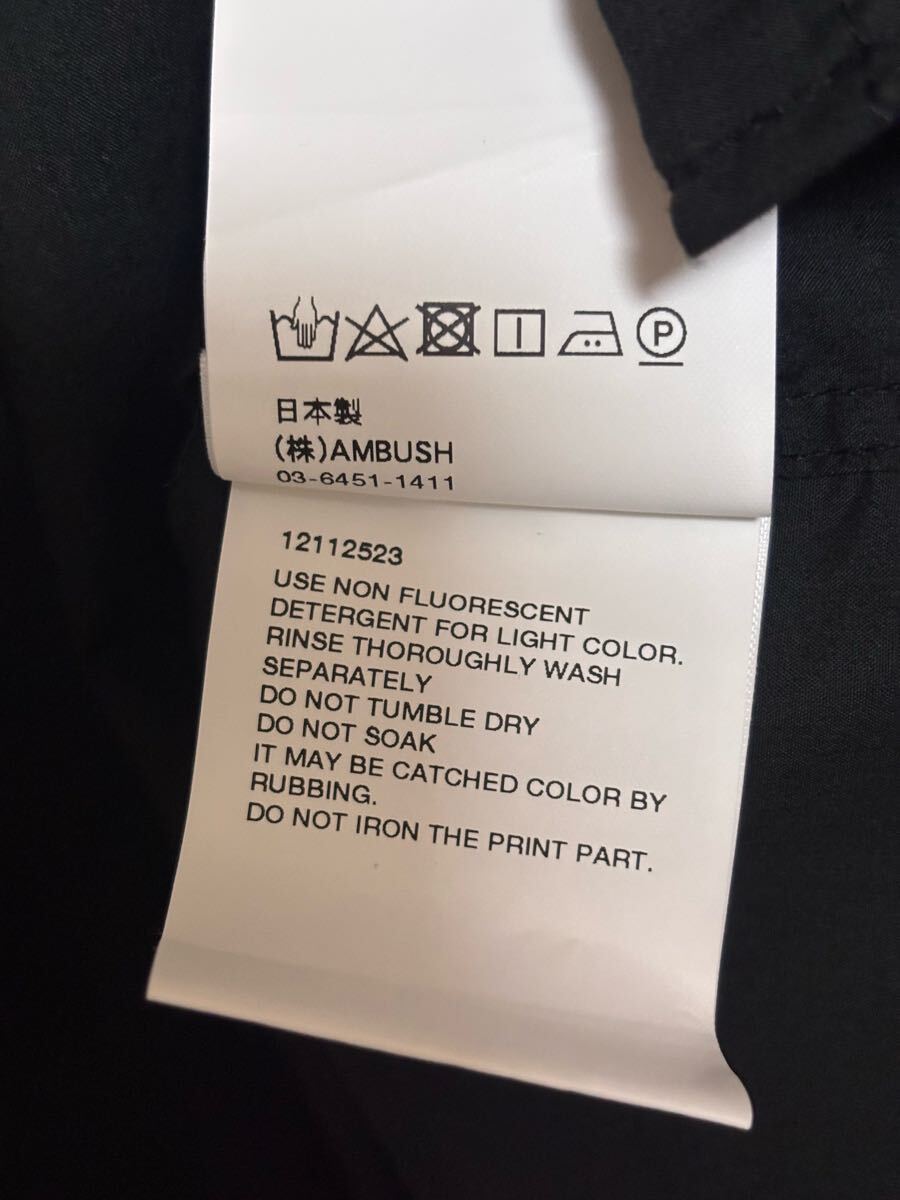 P
日本製
(株)AMBUSH
03-6451-1411
12112523
USE NON FLUORESCENT
DETERGENT FOR LIGHT COLOR.
RINSE THOROUGHLY WASH
SEPARATELY
DO NOT TUMBLE DRY
DO NOT SOAK
IT MAY BE CATCHED COLOR BY
RUBBING.
DO NOT IRON THE PRINT PART.